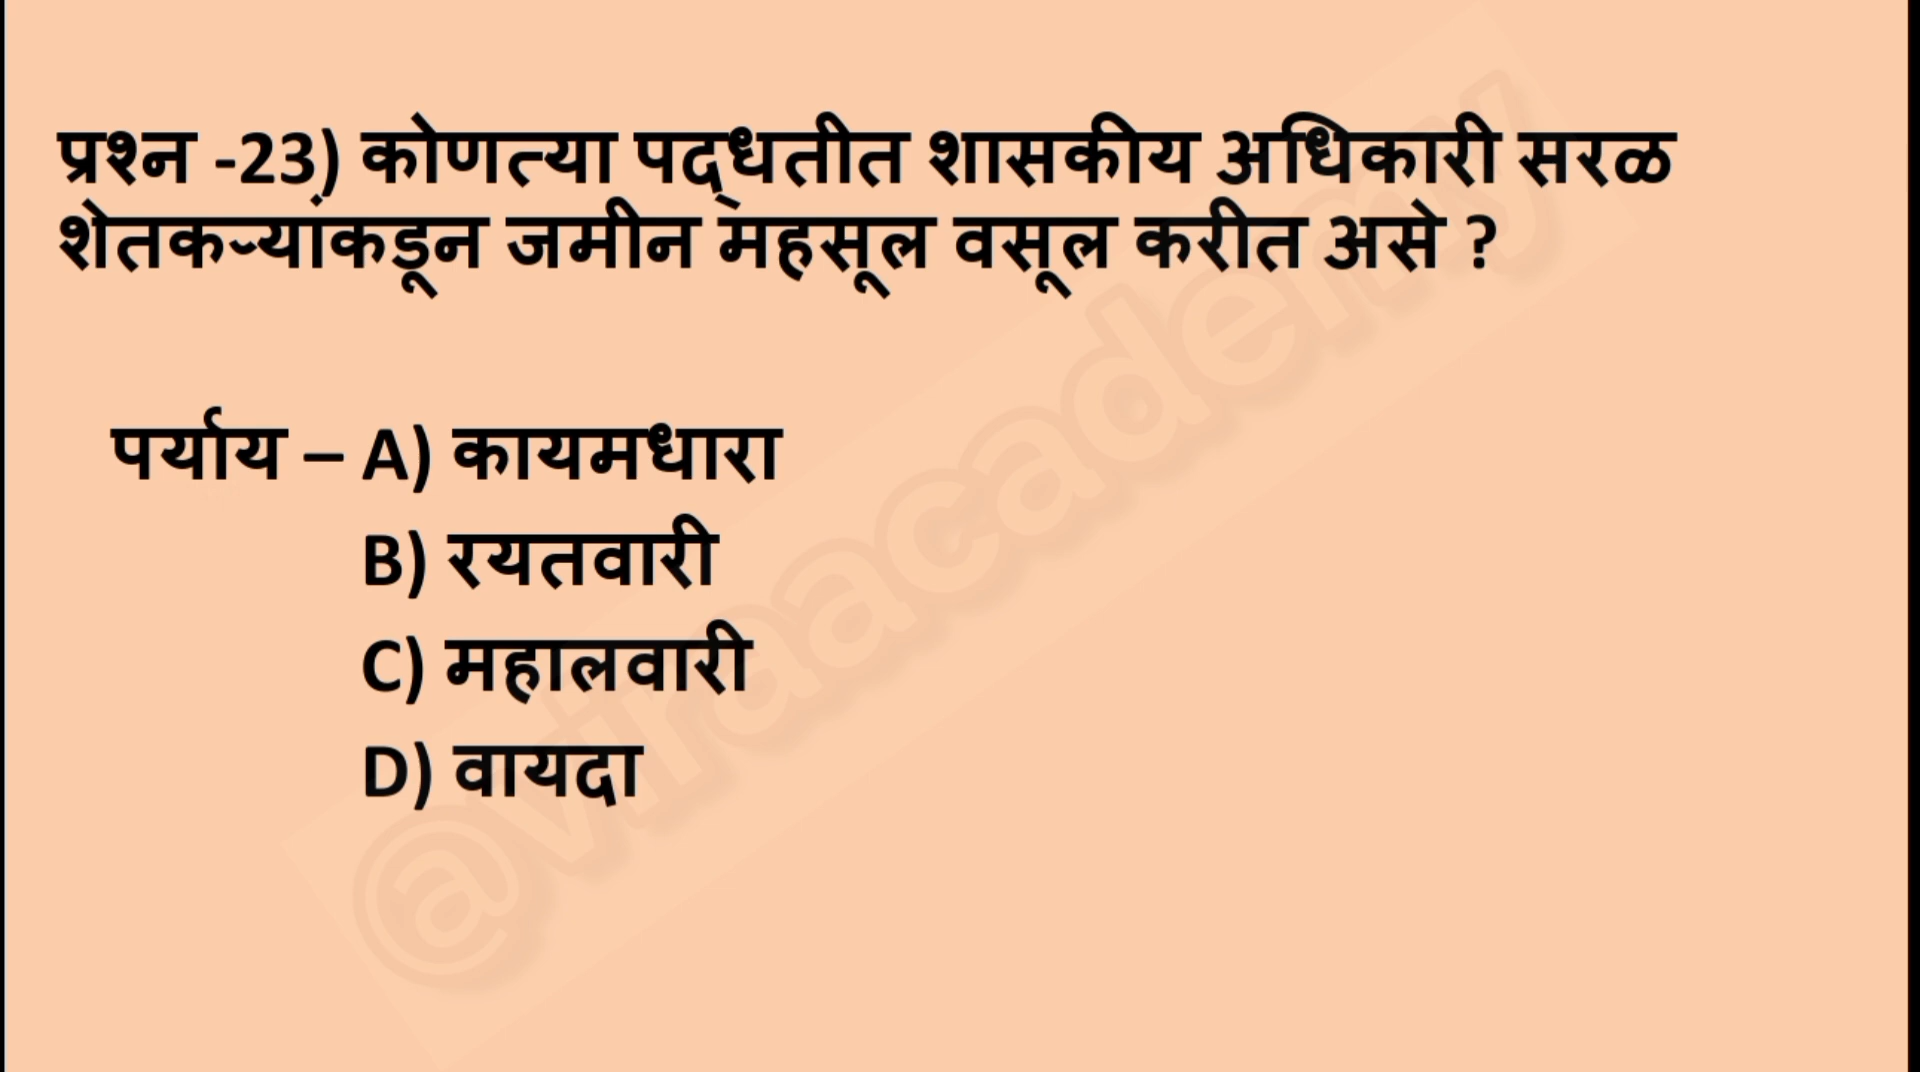 प्रश्न -23) कोणत्या पद्धतीत शासकीय अधिकारी सरळ
शेतकऱ्यांकडून जमीन महसूल वसूल करीत असे ?
पर्याय – A) कायमधारा
B) रयतवारी
C) महालवारी
D) वायदा
@viraacademy